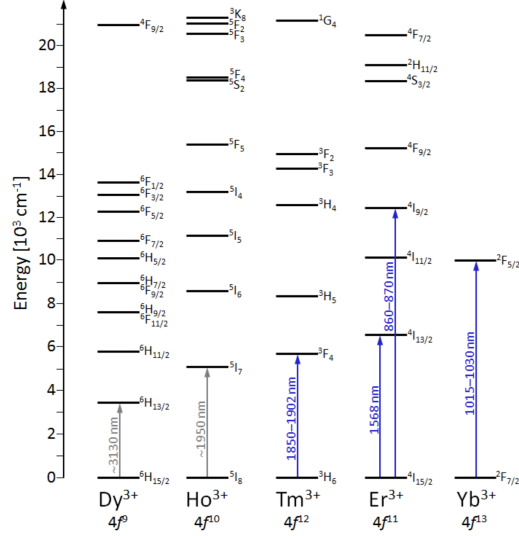 Energy [10³ cm⁻¹]
20
18
16
14
12
10
8
6
4
2
0
⁴F₉/₂
⁶F₁/₂
⁶F₃/₂
⁶F₅/₂
⁶F₇/₂
⁶H₅/₂
⁶H₇/₂
⁶F₉/₂
⁶H₉/₂
⁶F₁₁/₂
⁶H₁₁/₂
⁶H₁₃/₂
~3130 nm
⁶H₁₅/₂
Dy³⁺
4f⁹
³K₈
⁵F₂
⁵F₃
⁵F₄
⁵S₂
⁵F₅
⁵I₄
⁵I₅
⁵I₆
⁵I₇
~1950 nm
⁵I₈
Ho³⁺
4f¹⁰
¹G₄
³F₂
³F₃
³H₄
³H₅
³F₄
1850–1902 nm
³H₆
Tm³⁺
4f¹²
⁴F₇/₂
²H₁₁/₂
⁴S₃/₂
⁴F₉/₂
⁴I₉/₂
⁴I₁₁/₂
860–870 nm
⁴I₁₃/₂
1568 nm
⁴I₁₅/₂
Er³⁺
4f¹¹
²F₅/₂
1015–1030 nm
²F₇/₂
Yb³⁺
4f¹³